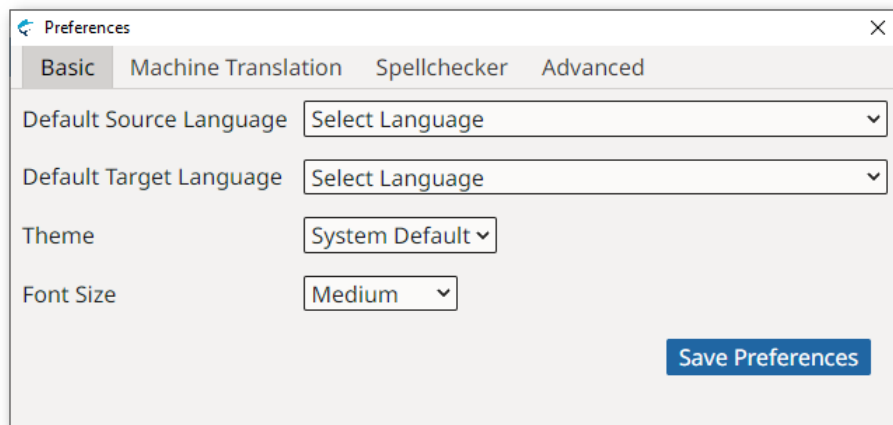 Preferences
Basic Machine Translation Spellchecker Advanced
Default Source Language Select Language
Default Target Language Select Language
Theme System Default
Font Size Medium
Save Preferences